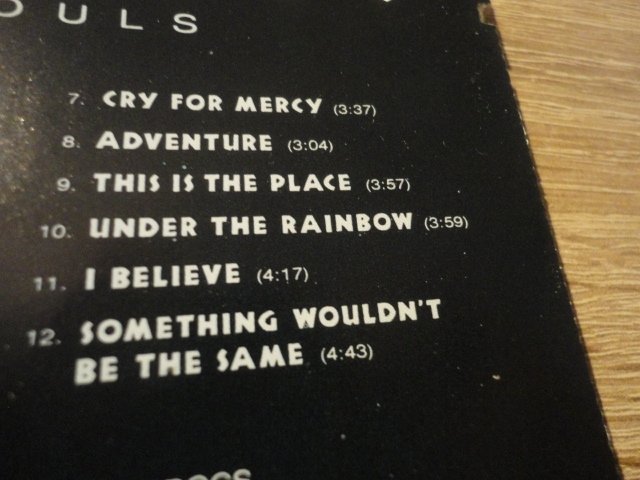 OULS
7. CRY FOR MERCY (3:37)
8. ADVENTURE (3:04)
9. THIS IS THE PLACE (3:57)
10. UNDER THE RAINBOW (3:59)
11. I BELIEVE (4:17)
12. SOMETHING WOULDN'T
BE THE SAME (4:43)